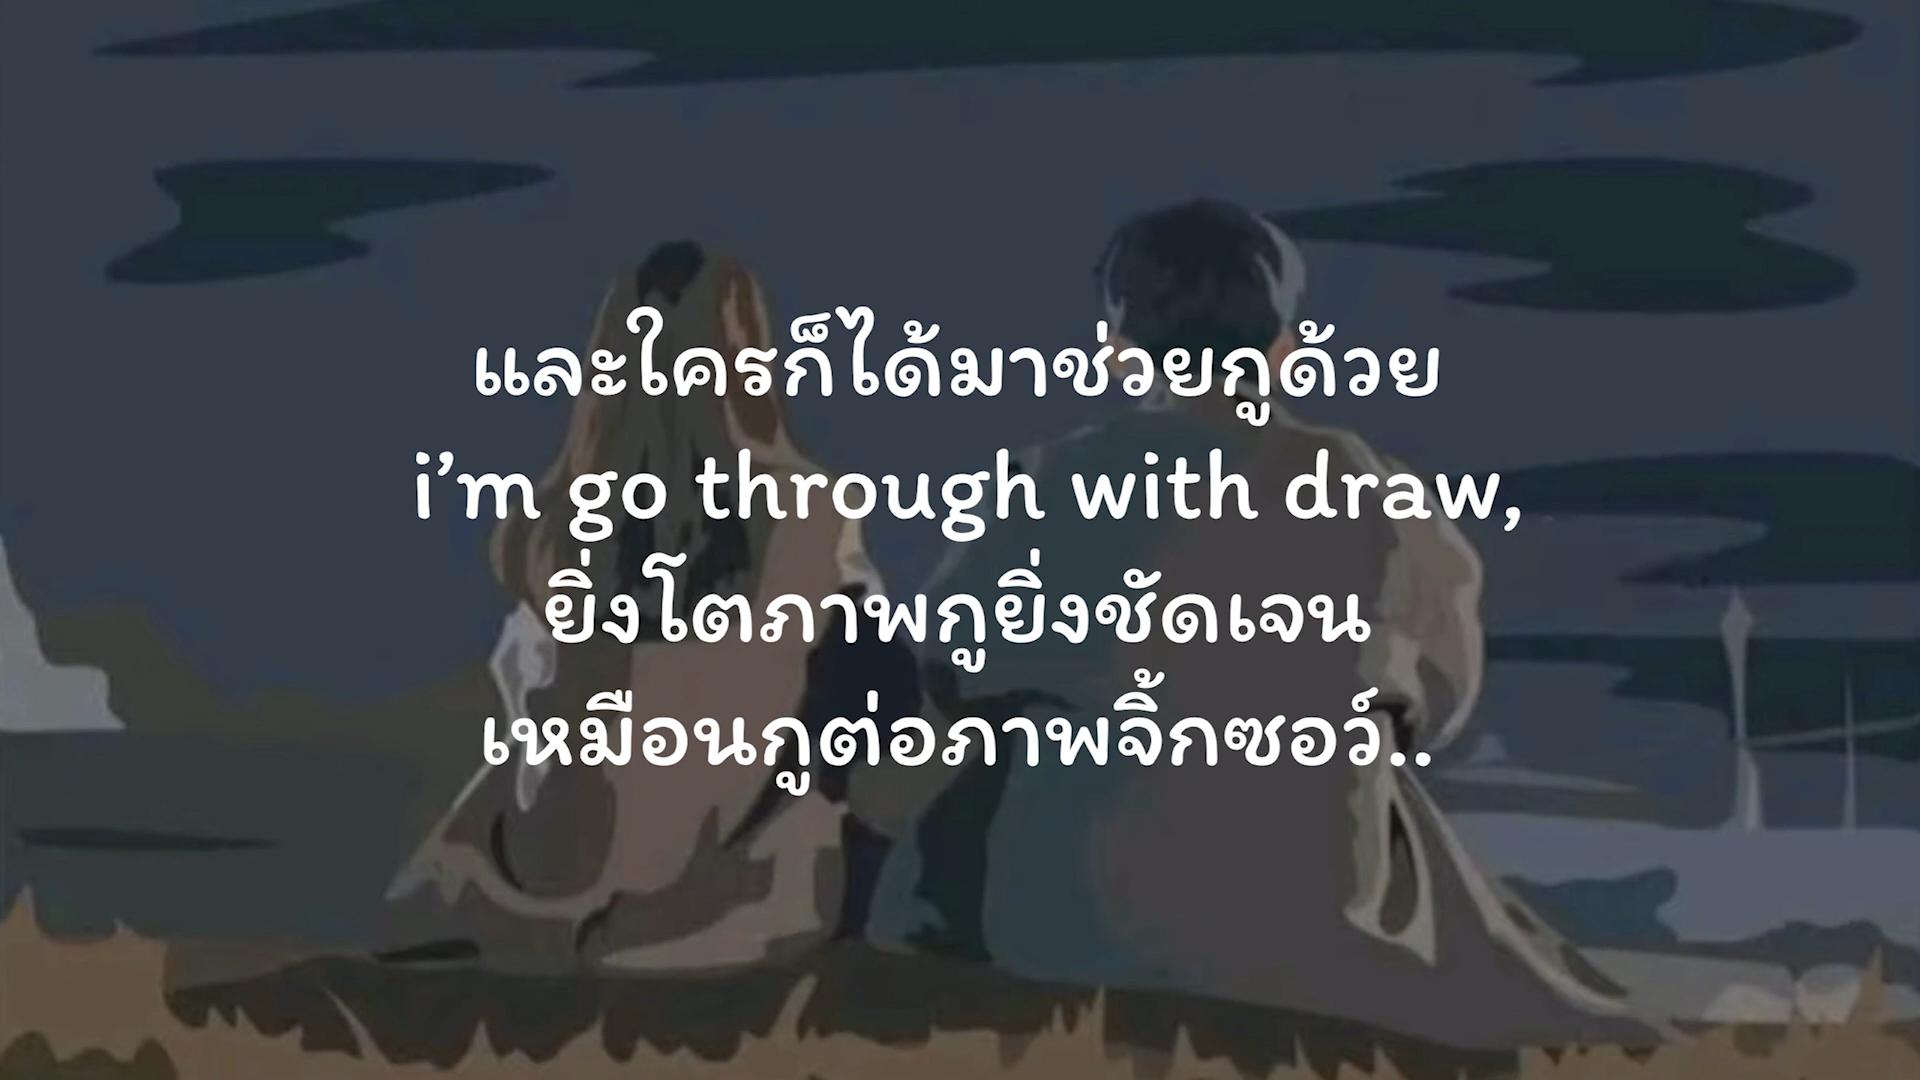 และใครก็ได้มาช่วยกูด้วย
i’m go through with draw,
ยิ่งโตภาพกูยิ่งชัดเจน
เหมือนกูต่อภาพจิ้กซอว์..